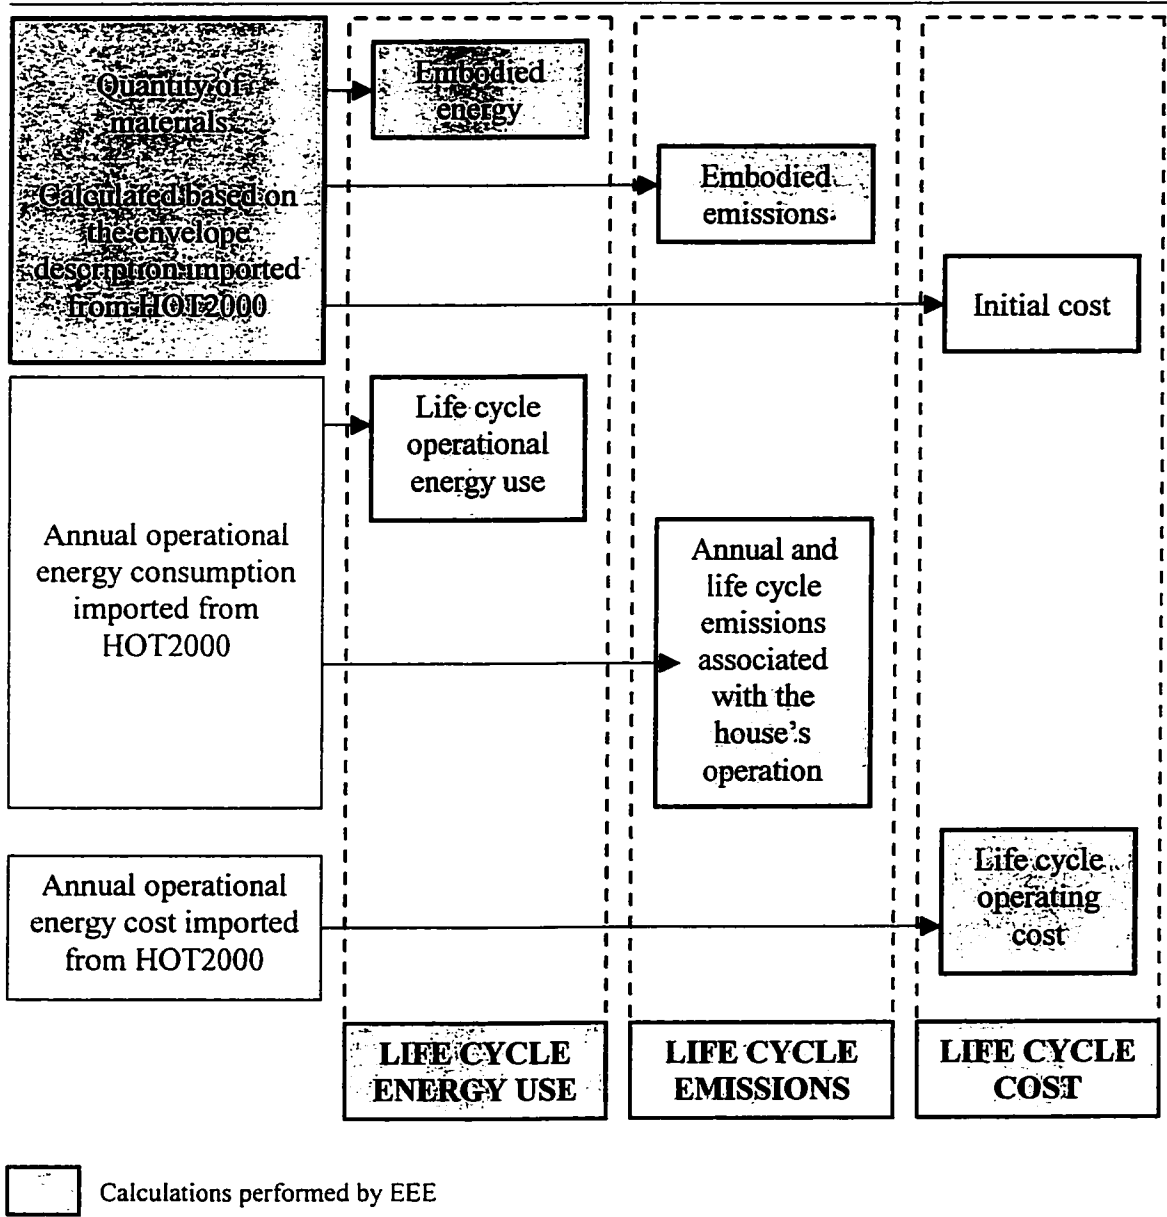 Quantity of
materials
Calculated based on
the envelope
description imported
from HOT2000
Embodied
energy
Embodied
emissions
Initial cost
Annual operational
energy consumption
imported from
HOT2000
Life cycle
operational
energy use
Annual and
life cycle
emissions
associated
with the
house's
operation
Annual operational
energy cost imported
from HOT2000
Life cycle
operating
cost
LIFE CYCLE
ENERGY USE
LIFE CYCLE
EMISSIONS
LIFE CYCLE
COST
Calculations performed by EEE